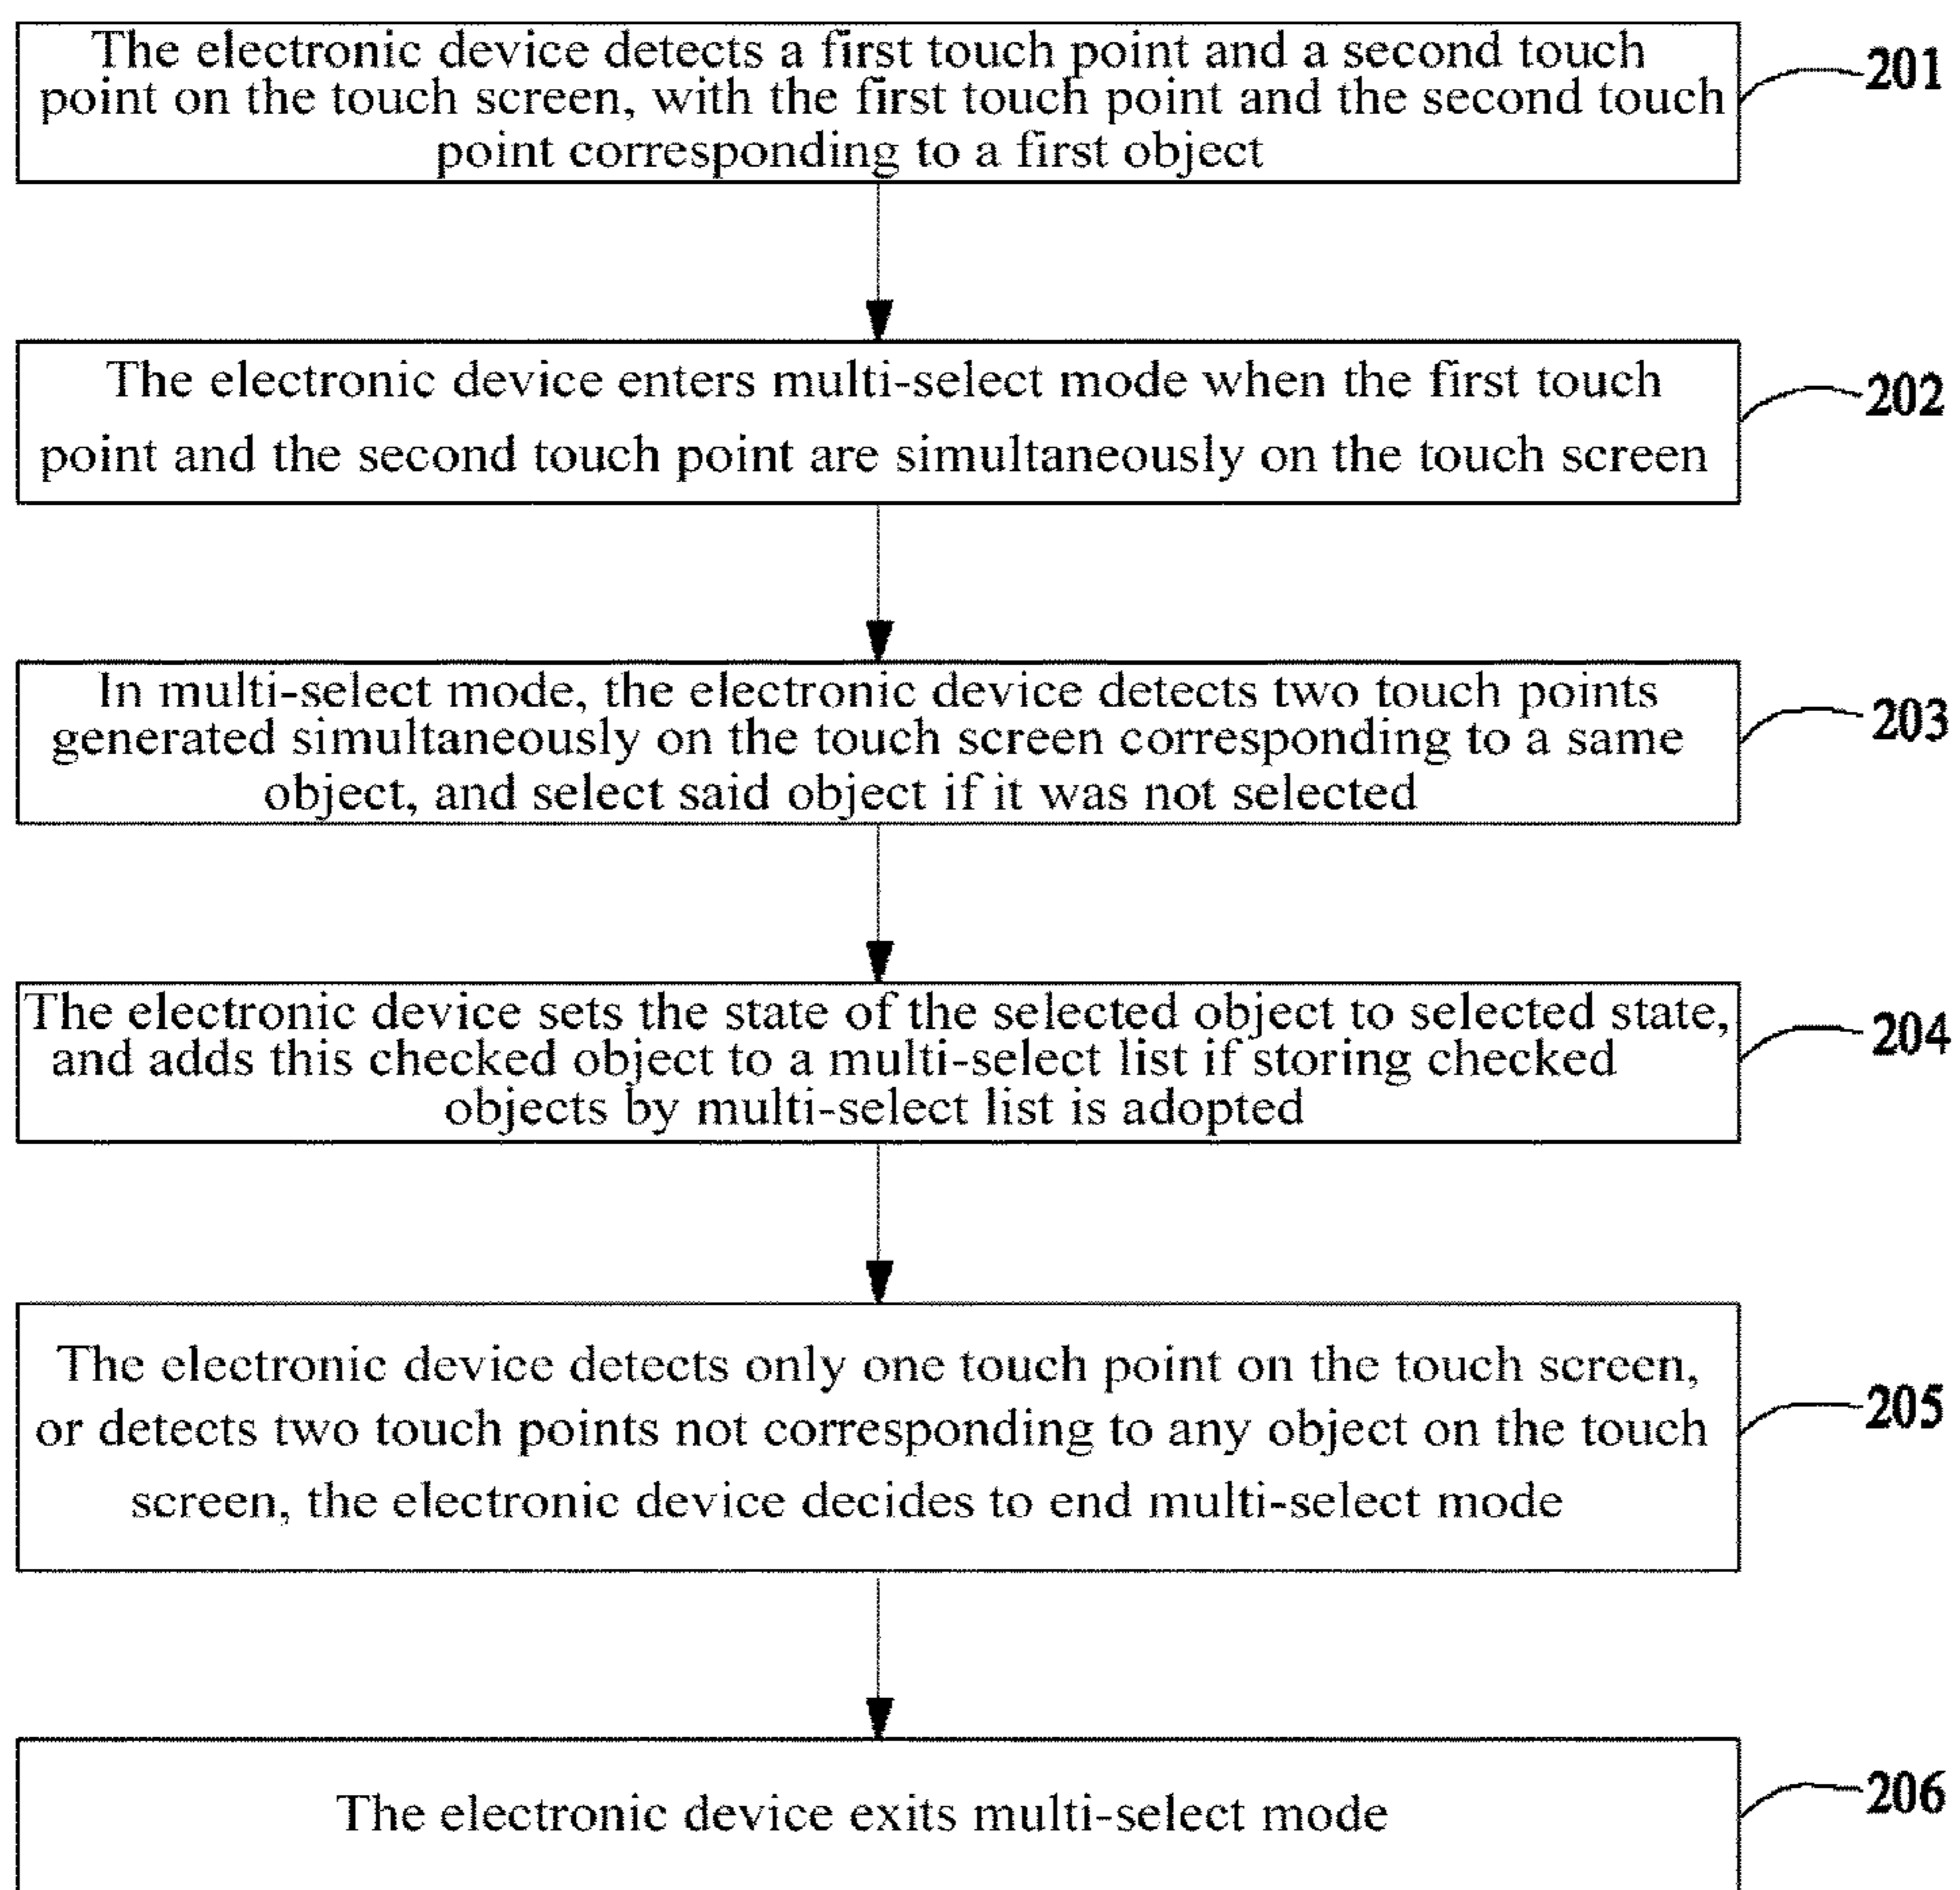 The electronic device detects a first touch point and a second touch
point on the touch screen, with the first touch point and the second touch
point corresponding to a first object
201
The electronic device enters multi-select mode when the first touch
point and the second touch point are simultaneously on the touch screen
202
In multi-select mode, the electronic device detects two touch points
generated simultaneously on the touch screen corresponding to a same
object, and select said object if it was not selected
203
The electronic device sets the state of the selected object to selected state,
and adds this checked object to a multi-select list if storing checked
objects by multi-select list is adopted
204
The electronic device detects only one touch point on the touch screen,
or detects two touch points not corresponding to any object on the touch
screen, the electronic device decides to end multi-select mode
205
The electronic device exits multi-select mode
206